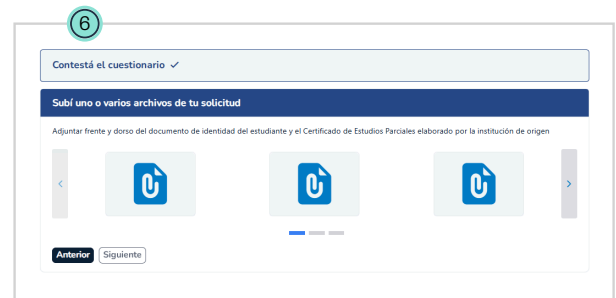 6
Contestá el cuestionario ✓
Subí uno o varios archivos de tu solicitud
Adjuntar frente y dorso del documento de identidad del estudiante y el Certificado de Estudios Parciales elaborado por la institución de origen
Anterior Siguiente